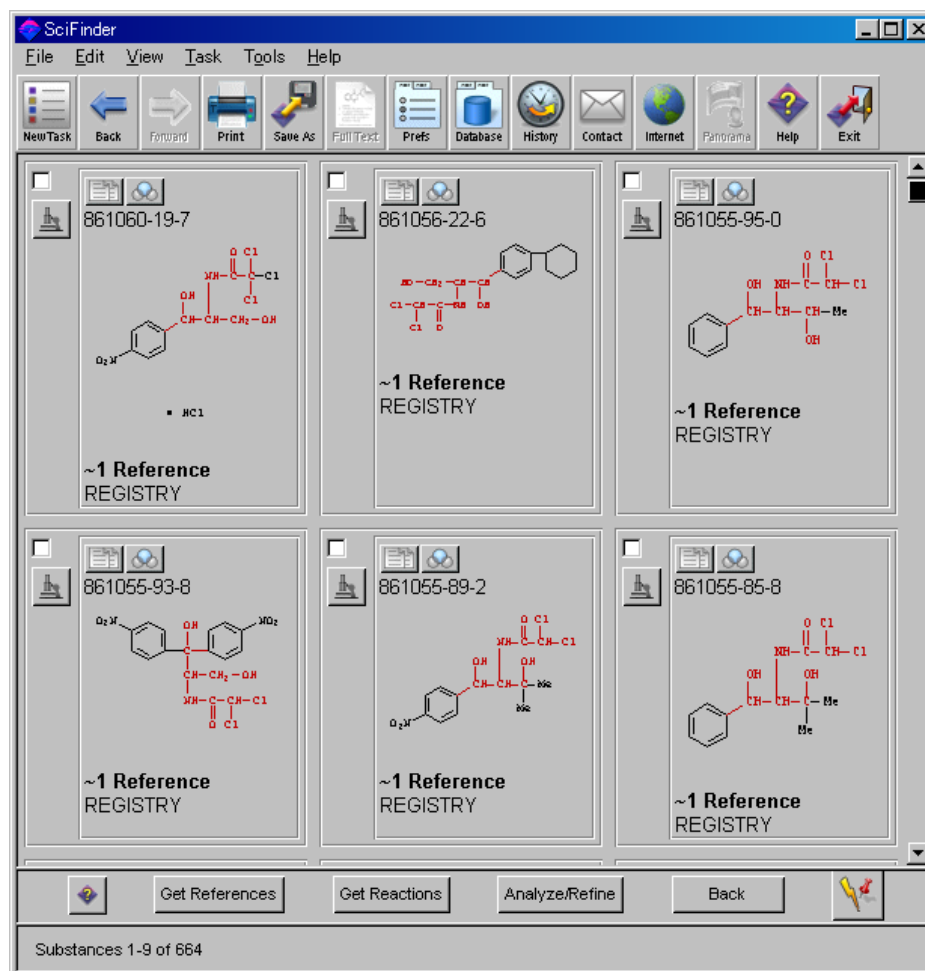 SciFinder
File Edit View Task Tools Help
New Task Back Forward Print Save As Full Text Prefs Database History Contact Internet Panorama Help Exit
861060-19-7
O Cl
NH-C-C-Cl
OH Cl
CH-CH-CH2-OH
O2N
• HCl
~1 Reference
REGISTRY
861056-22-6
HO-CH2-CH-CH
Cl-CH-C-NH OH
Cl O
~1 Reference
REGISTRY
861055-95-0
O Cl
OH NH-C-CH-Cl
CH-CH-CH-Me
OH
~1 Reference
REGISTRY
861055-93-8
O2N OH NO2
C
CH-CH2-OH
NH-C-CH-Cl
O Cl
~1 Reference
REGISTRY
861055-89-2
O Cl
NH-C-CH-Cl
OH OH
CH-CH-C-Me
Me
O2N
~1 Reference
REGISTRY
861055-85-8
O Cl
NH-C-CH-Cl
OH OH
CH-CH-C-Me
Me
~1 Reference
REGISTRY
Get References Get Reactions Analyze/Refine Back
Substances 1-9 of 664